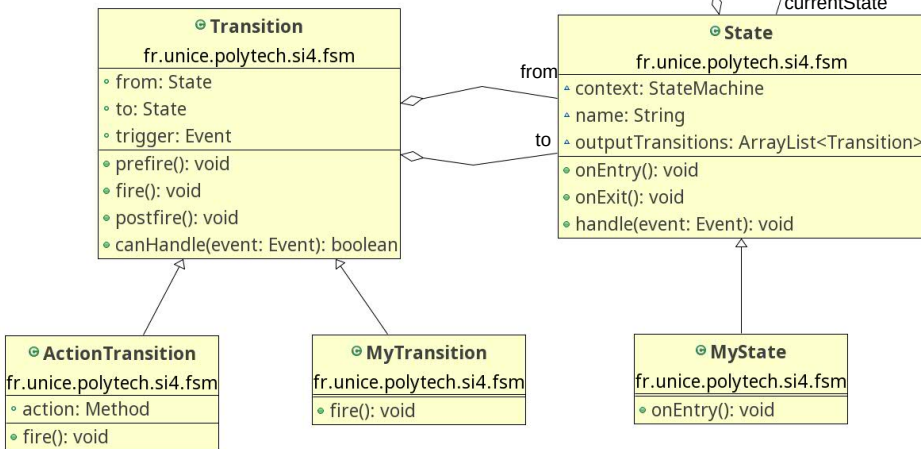 currentState
Transition
fr.unice.polytech.si4.fsm
from: State
to: State
trigger: Event
prefire(): void
fire(): void
postfire(): void
canHandle(event: Event): boolean
from
to
State
fr.unice.polytech.si4.fsm
context: StateMachine
name: String
outputTransitions: ArrayList<Transition>
onEntry(): void
onExit(): void
handle(event: Event): void
ActionTransition
fr.unice.polytech.si4.fsm
action: Method
fire(): void
MyTransition
fr.unice.polytech.si4.fsm
fire(): void
MyState
fr.unice.polytech.si4.fsm
onEntry(): void